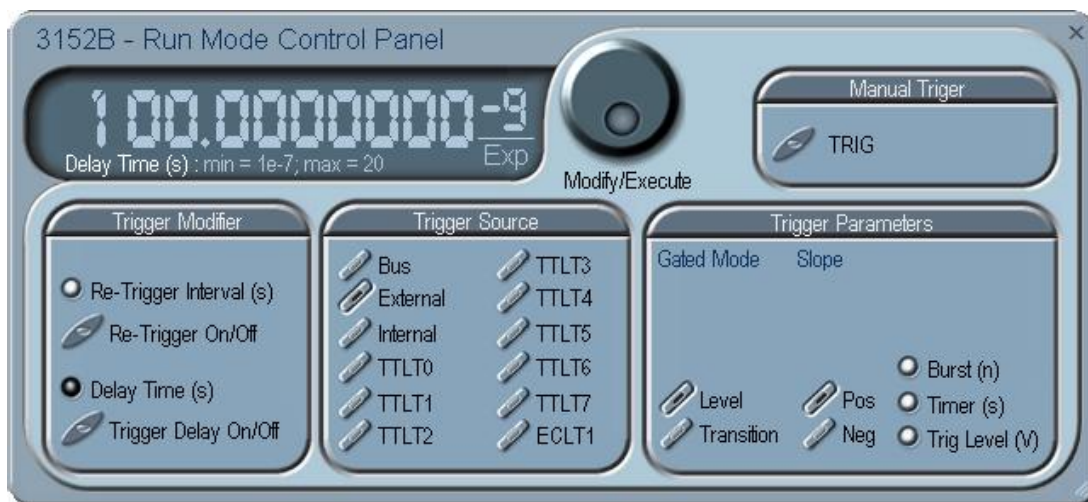 3152B - Run Mode Control Panel
100.0000000 -9
Exp
Delay Time (s) : min = 1e-7; max = 20
Modify/Execute
Manual Triger
TRIG
Trigger Modifier
Re-Trigger Interval (s)
Re-Trigger On/Off
Delay Time (s)
Trigger Delay On/Off
Trigger Source
Bus
External
Internal
TTLT0
TTLT1
TTLT2
TTLT3
TTLT4
TTLT5
TTLT6
TTLT7
ECLT1
Trigger Parameters
Gated Mode
Slope
Level
Transition
Pos
Neg
Burst (n)
Timer (s)
Trig Level (V)